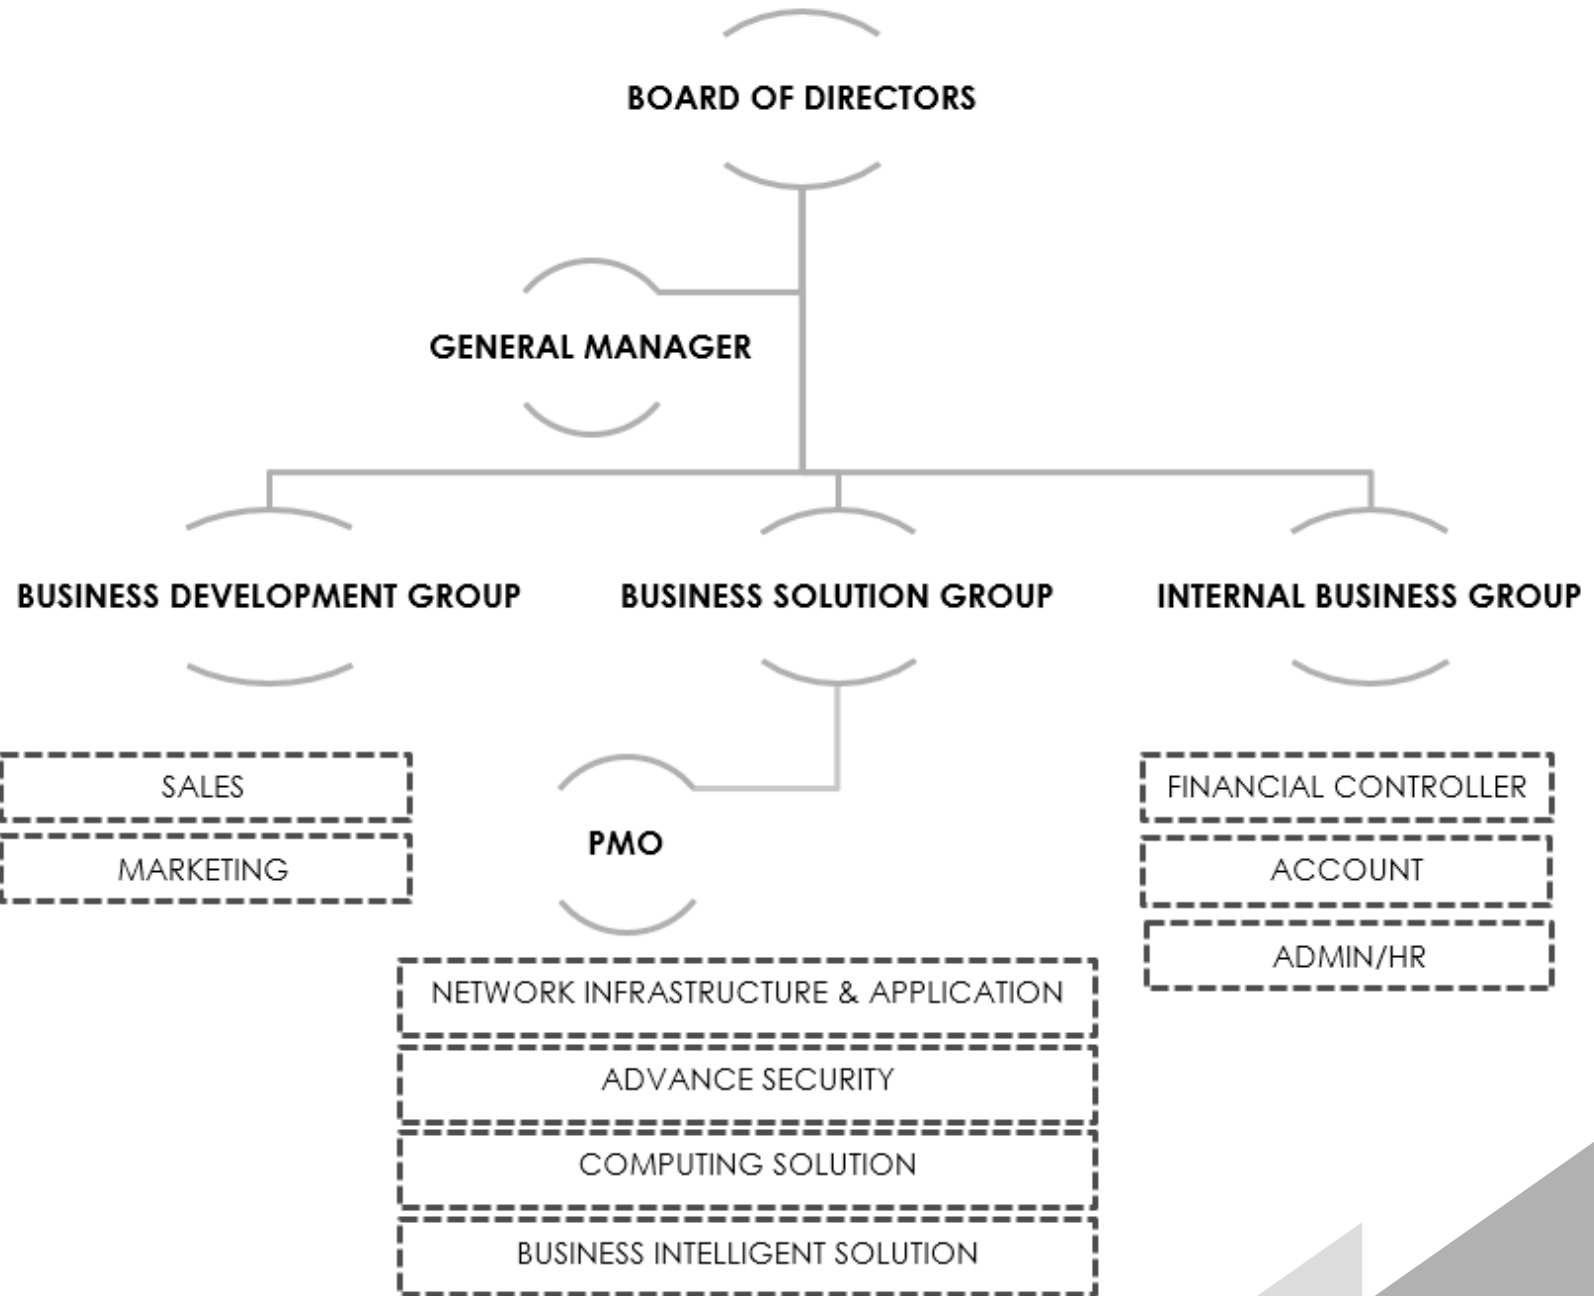 BOARD OF DIRECTORS
GENERAL MANAGER
BUSINESS DEVELOPMENT GROUP
BUSINESS SOLUTION GROUP
INTERNAL BUSINESS GROUP
SALES
MARKETING
PMO
FINANCIAL CONTROLLER
ACCOUNT
ADMIN/HR
NETWORK INFRASTRUCTURE & APPLICATION
ADVANCE SECURITY
COMPUTING SOLUTION
BUSINESS INTELLIGENT SOLUTION